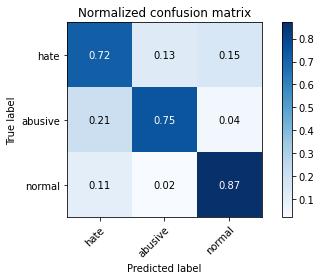 Normalized confusion matrix
True label
hate 0.72 0.13 0.15
abusive 0.21 0.75 0.04
normal 0.11 0.02 0.87
hate abusive normal
Predicted label
0.8
0.7
0.6
0.5
0.4
0.3
0.2
0.1